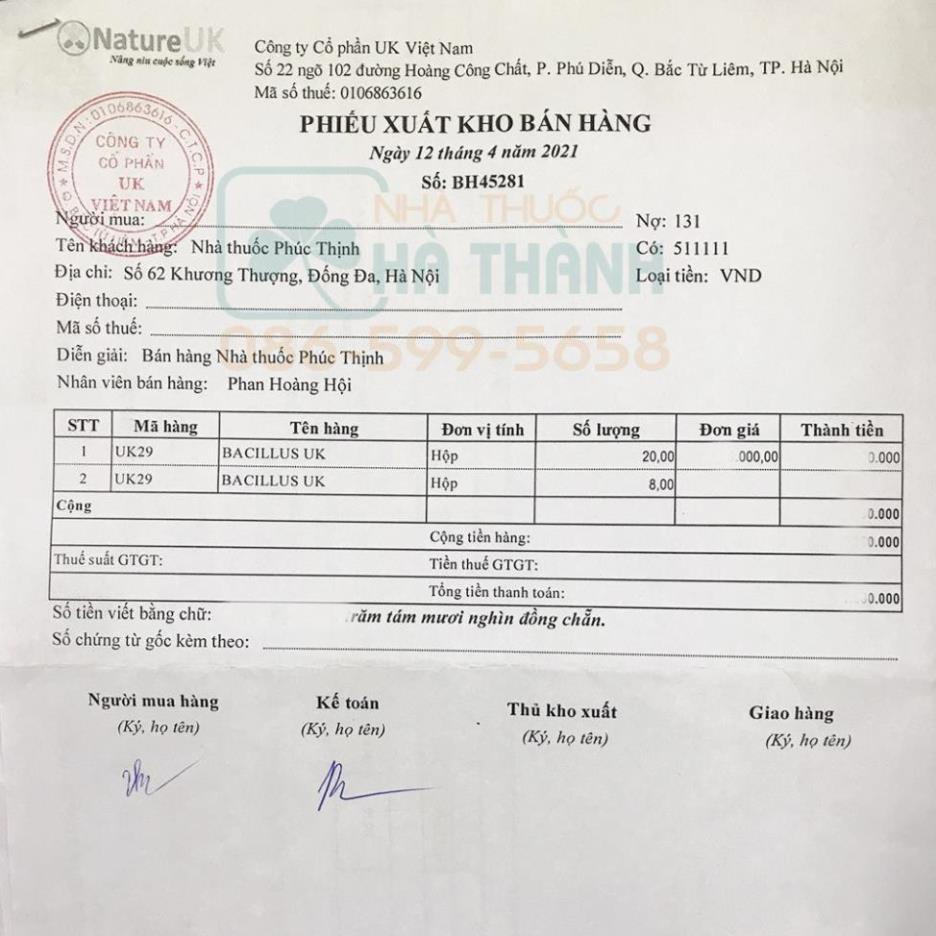 NatureUK
Nâng niu cuộc sống Việt
Công ty Cổ phần UK Việt Nam
Số 22 ngõ 102 đường Hoàng Công Chất, P. Phú Diễn, Q. Bắc Từ Liêm, TP. Hà Nội
Mã số thuế: 0106863616
PHIẾU XUẤT KHO BÁN HÀNG
Ngày 12 tháng 4 năm 2021
Số: BH45281
M.S.D.N: 0106863616 - C.T.C.P
CÔNG TY
CỔ PHẦN
UK
VIỆT NAM
NHÀ THUỐC
HÀ THÀNH
086-599-5658
Người mua: Nợ: 131
Tên khách hàng: Nhà thuốc Phúc Thịnh Có: 511111
Địa chỉ: Số 62 Khương Thượng, Đống Đa, Hà Nội Loại tiền: VND
Điện thoại:
Mã số thuế:
Diễn giải: Bán hàng Nhà thuốc Phúc Thịnh
Nhân viên bán hàng: Phan Hoàng Hội
STT Mã hàng Tên hàng Đơn vị tính Số lượng Đơn giá Thành tiền
1 UK29 BACILLUS UK Hộp 20,00 .000,00 0.000
2 UK29 BACILLUS UK Hộp 8,00
Cộng 0.000
Cộng tiền hàng: 0.000
Thuế suất GTGT: Tiền thuế GTGT:
Tổng tiền thanh toán: 0.000
Số tiền viết bằng chữ: răm tám mươi nghìn đồng chẵn.
Số chứng từ gốc kèm theo:
Người mua hàng Kế toán Thủ kho xuất Giao hàng
(Ký, họ tên) (Ký, họ tên) (Ký, họ tên) (Ký, họ tên)